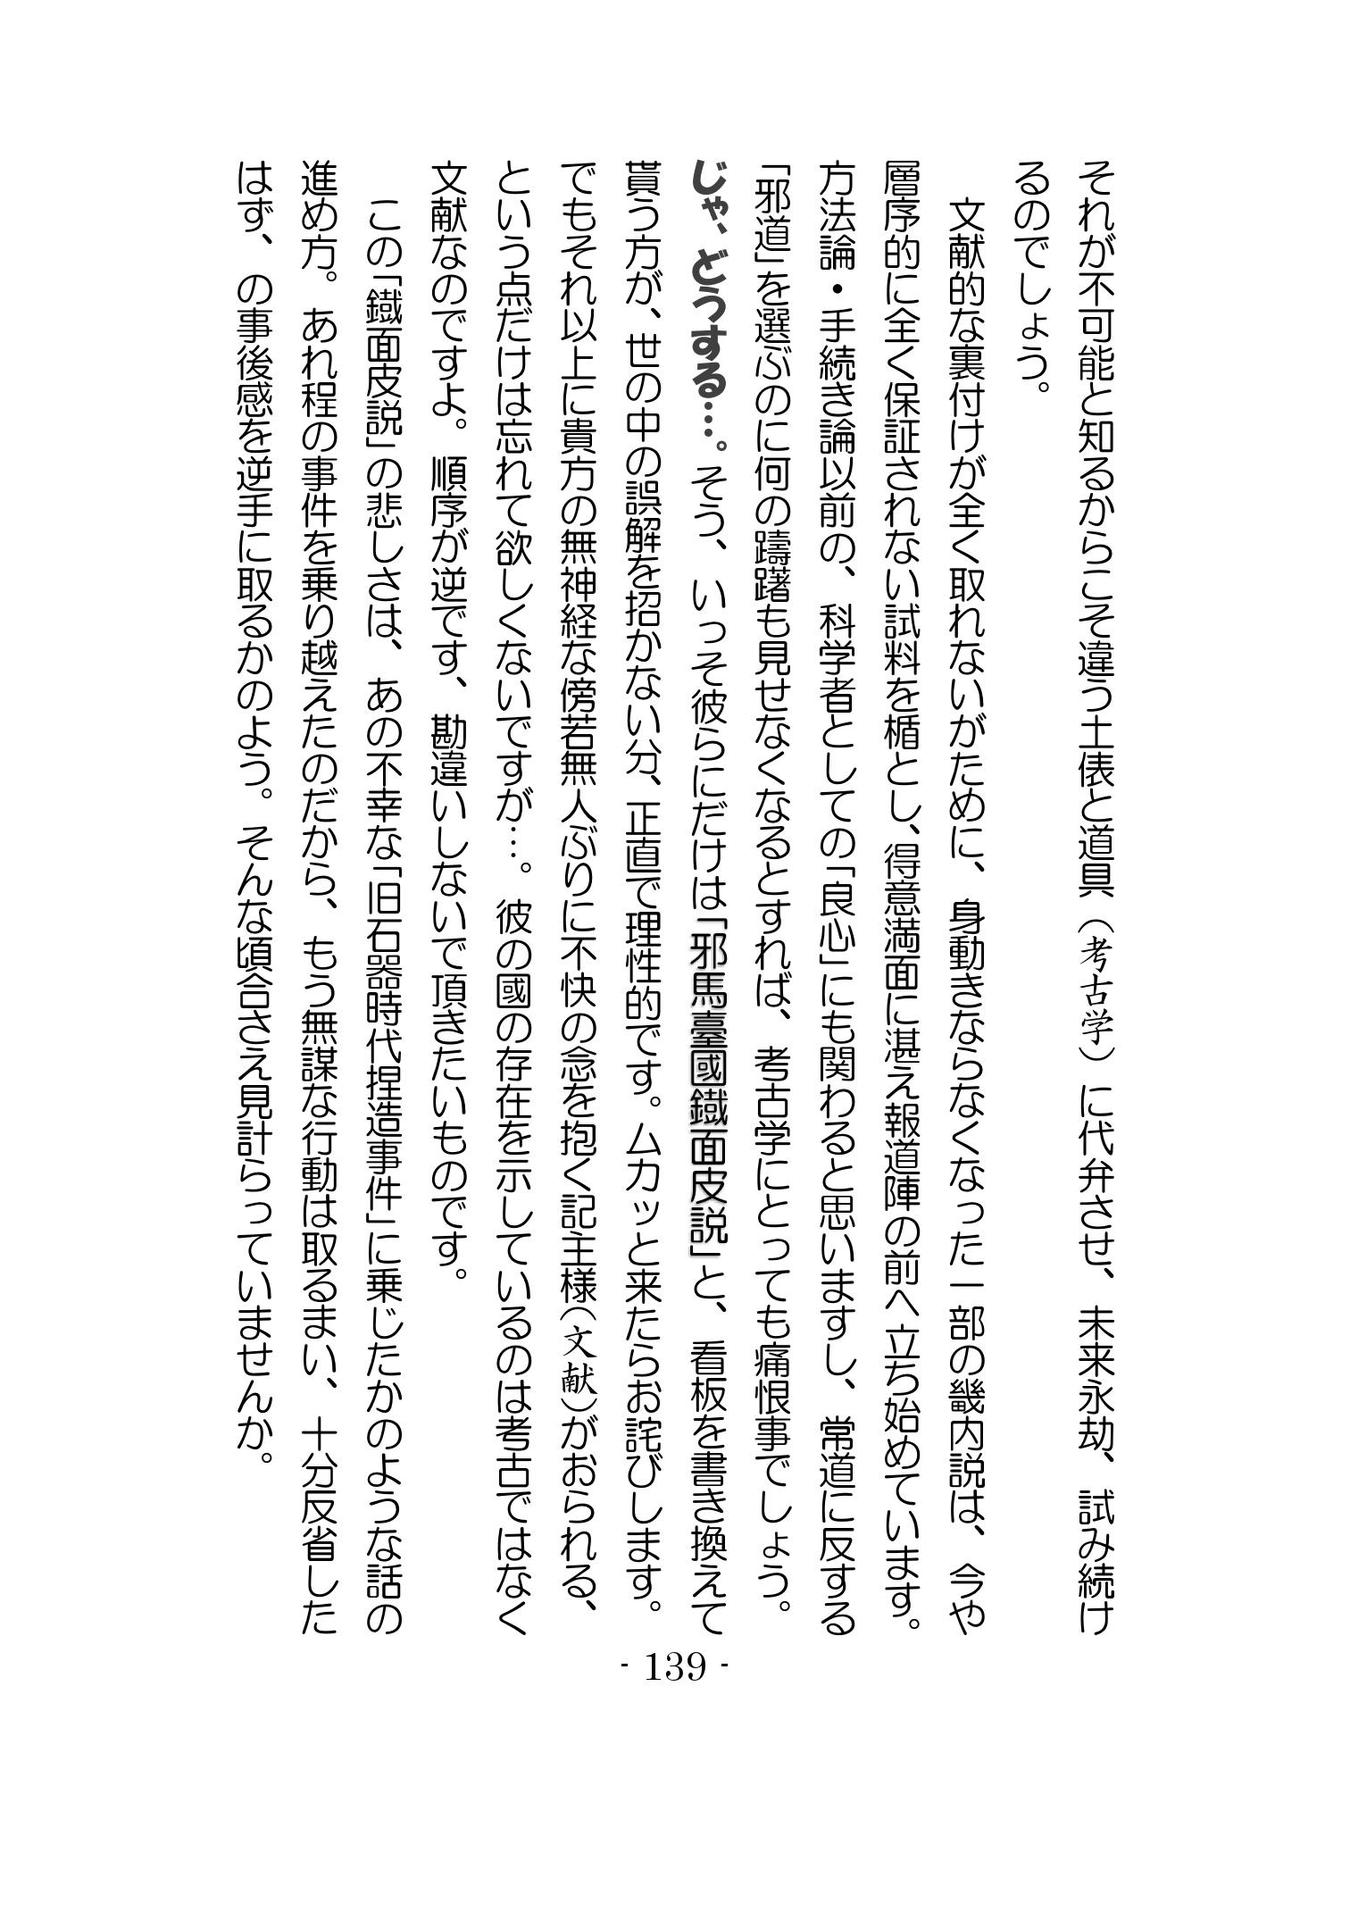 それが不可能と知るからこそ違う土俵と道具（考古学）に代弁させ、未来永劫、試み続け
るのでしょう。
　文献的な裏付けが全く取れないがために、身動きならなくなった一部の畿内説は、今や
層序的に全く保証されない試料を楯とし、得意満面に湛え報道陣の前へ立ち始めています。
方法論・手続き論以前の、科学者としての「良心」にも関わると思いますし、常道に反する
「邪道」を選ぶのに何の躊躇も見せなくなるとすれば、考古学にとっても痛恨事でしょう。
じゃ、どうする…。そう、いっそ彼らにだけは「邪馬臺國鐵面皮説」と、看板を書き換えて
貰う方が、世の中の誤解を招かない分、正直で理性的です。ムカッと来たらお詫びします。
でもそれ以上に貴方の無神経な傍若無人ぶりに不快の念を抱く記主様（文献）がおられる、
という点だけは忘れて欲しくないですが…。彼の國の存在を示しているのは考古ではなく
文献なのですよ。順序が逆です、勘違いしないで頂きたいものです。
　この「鐵面皮説」の悲しさは、あの不幸な「旧石器時代捏造事件」に乗じたかのような話の
進め方。あれ程の事件を乗り越えたのだから、もう無謀な行動は取るまい、十分反省した
はず、の事後感を逆手に取るかのよう。そんな頃合さえ見計らっていませんか。
- 139 -